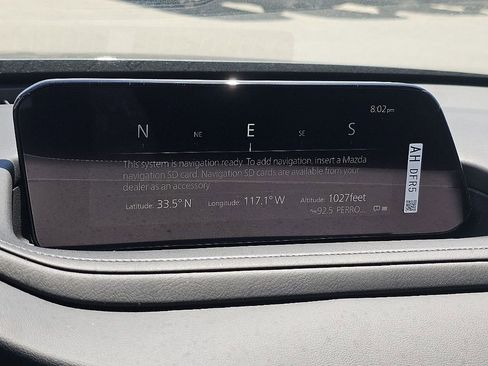 8:02pm
N NE E SE S
This system is navigation ready. To add navigation, insert a Mazda
navigation SD card. Navigation SD cards are available from your
dealer as an accessory.
Latitude: 33.5° N Longitude: 117.1° W Altitude: 1027feet
92.5 PERRO...
AH DFR5